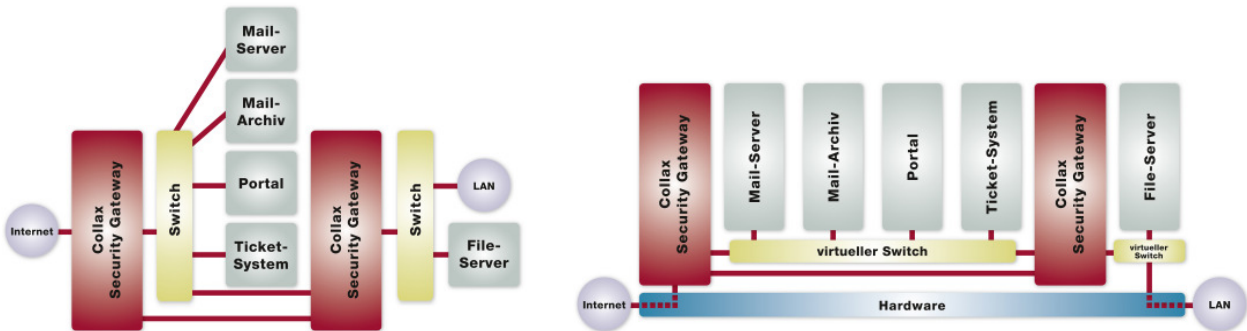 Mail-
Server
Mail-
Archiv
Portal
Ticket-
System
Internet
Collax
Security Gateway
Switch
Collax
Security Gateway
Switch
LAN
File-
Server
Collax
Security Gateway
Mail-Server
Mail-Archiv
Portal
Ticket-System
Collax
Security Gateway
File-Server
virtueller Switch
virtueller
Switch
Internet
Hardware
LAN